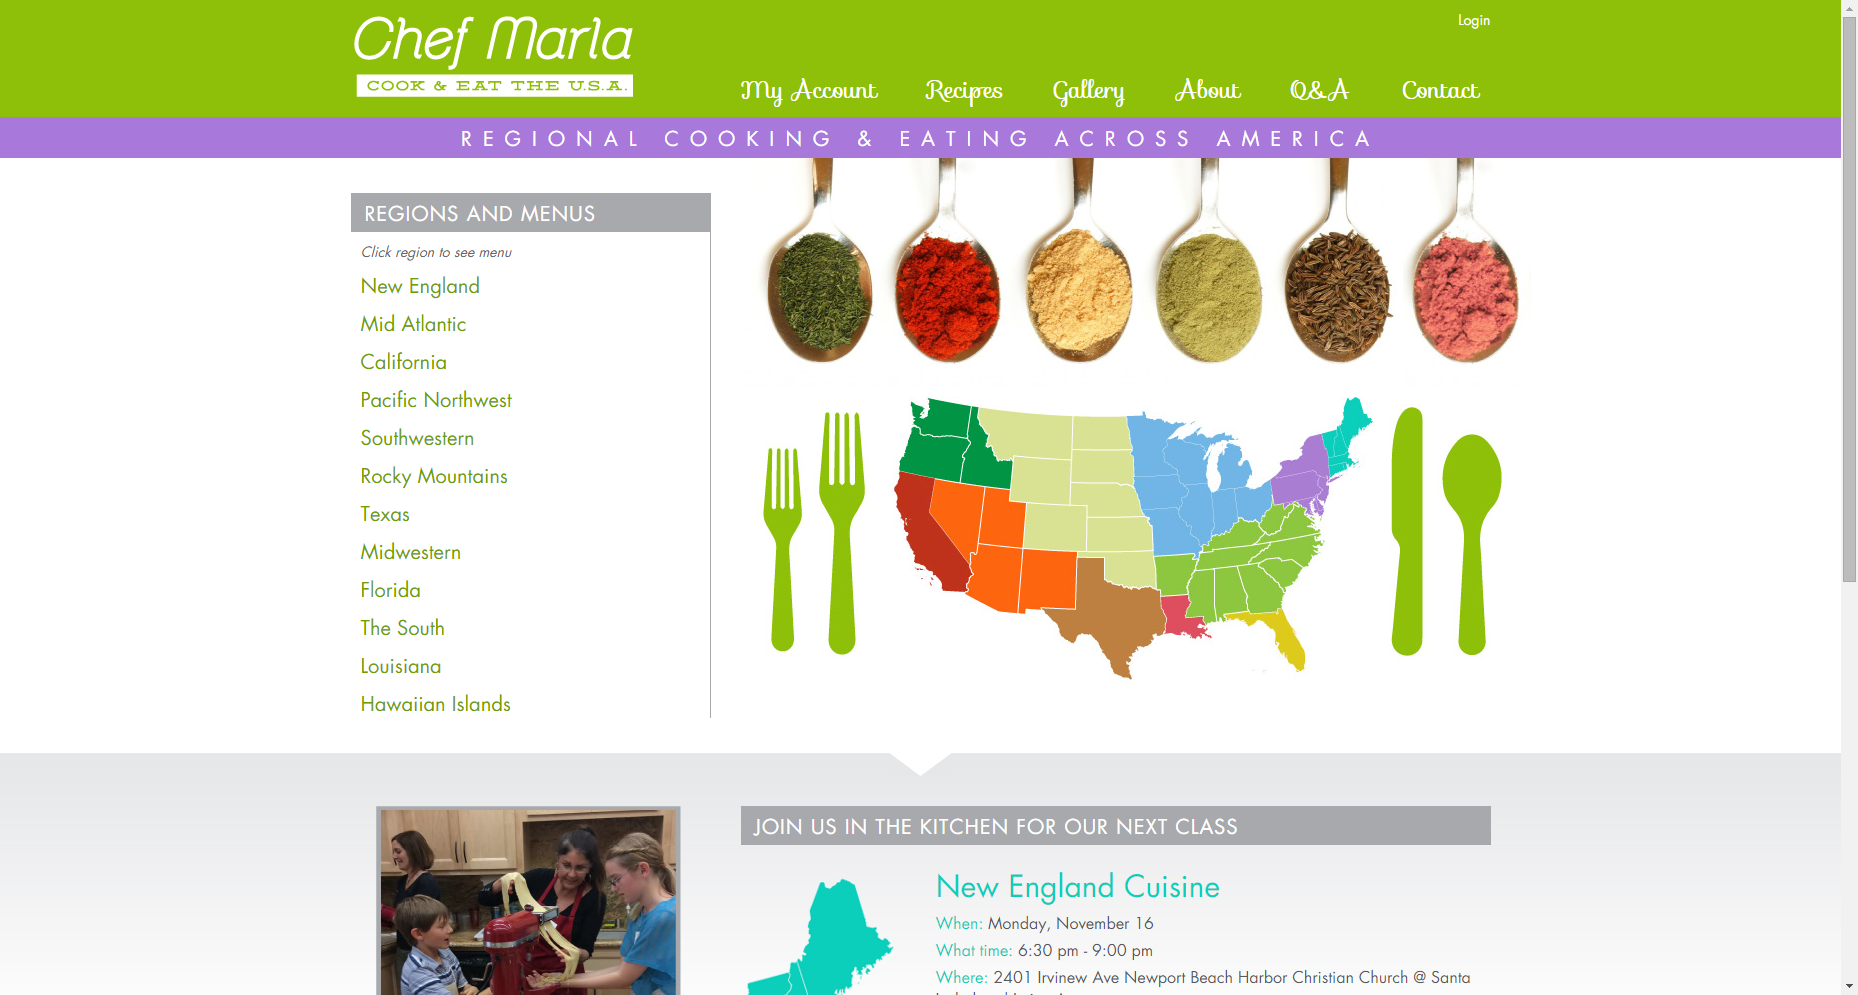 Chef Marla
COOK & EAT THE U.S.A.
Login
My Account Recipes Gallery About Q&A Contact
REGIONAL COOKING & EATING ACROSS AMERICA
REGIONS AND MENUS
Click region to see menu
New England
Mid Atlantic
California
Pacific Northwest
Southwestern
Rocky Mountains
Texas
Midwestern
Florida
The South
Louisiana
Hawaiian Islands
JOIN US IN THE KITCHEN FOR OUR NEXT CLASS
New England Cuisine
When: Monday, November 16
What time: 6:30 pm - 9:00 pm
Where: 2401 Irvinew Ave Newport Beach Harbor Christian Church @ Santa